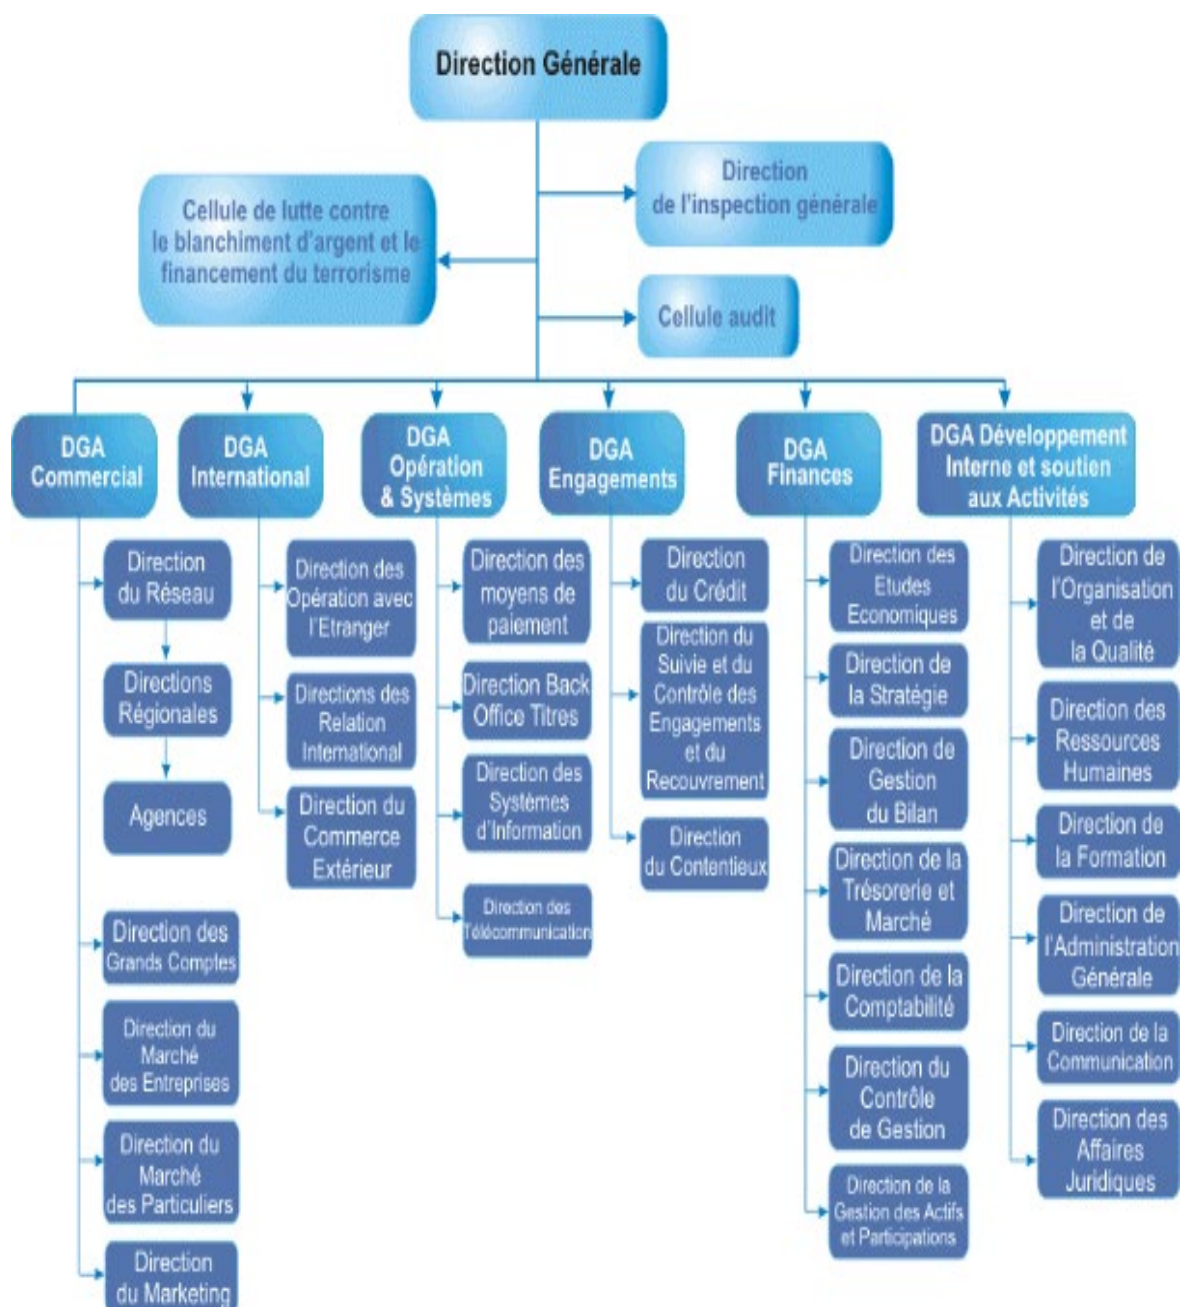 Direction Générale
Direction
de l'inspection générale
Cellule de lutte contre
le blanchiment d'argent et le
financement du terrorisme
Cellule audit
DGA
Commercial
DGA
International
DGA
Opération
& Systèmes
DGA
Engagements
DGA
Finances
DGA Développement
Interne et soutien
aux Activités
Direction
du Réseau
Directions
Régionales
Agences
Direction des
Grands Comptes
Direction du
Marché
des Entreprises
Direction du
Marché
des Particuliers
Direction
du Marketing
Direction des
Opération avec
l'Etranger
Directions des
Relation
International
Direction du
Commerce
Extérieur
Direction des
moyens de
paiement
Direction Back
Office Titres
Direction des
Systèmes
d'Information
Direction des
Télécommunication
Direction
du Crédit
Direction du
Suivie et du
Contrôle des
Engagements
et du
Recouvrement
Direction
du Contentieux
Direction des
Etudes
Economiques
Direction de
la Stratégie
Direction de
Gestion
du Bilan
Direction de la
Trésorerie et
Marché
Direction de la
Comptabilité
Direction du
Contrôle
de Gestion
Direction de la
Gestion des Actifs
et Participations
Direction de
l'Organisation
et de
la Qualité
Direction des
Ressources
Humaines
Direction de
la Formation
Direction de
l'Administration
Générale
Direction de la
Communication
Direction des
Affaires
Juridiques